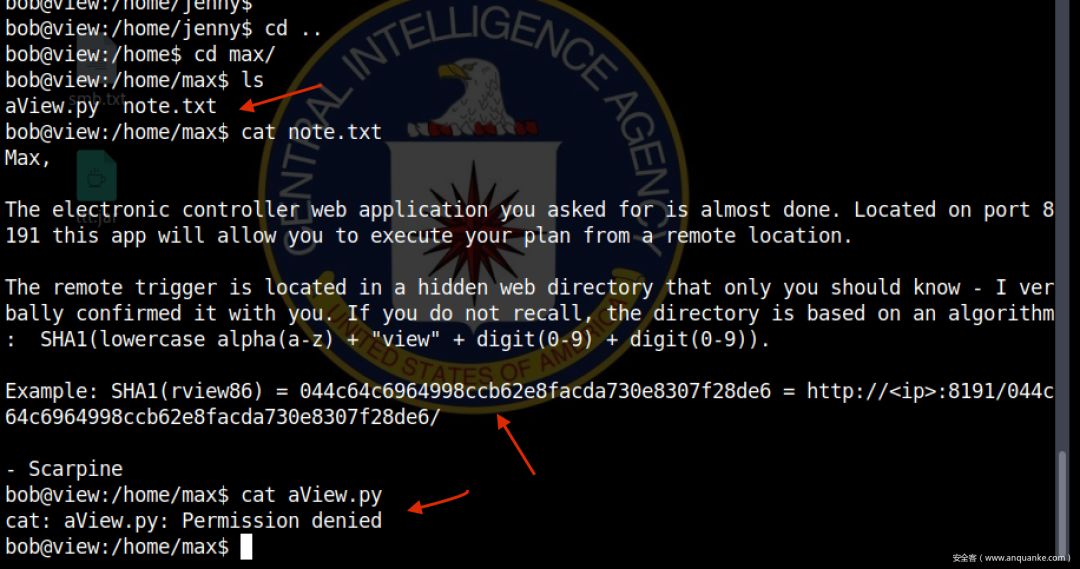 bob@view:/home/jenny$
bob@view:/home/jenny$ cd ..
bob@view:/home$ cd max/
bob@view:/home/max$ ls
smb.txt
aView.py  note.txt
bob@view:/home/max$ cat note.txt
Max,
The electronic controller web application you asked for is almost done. Located on port 8
191 this app will allow you to execute your plan from a remote location.
The remote trigger is located in a hidden web directory that only you should know - I ver
bally confirmed it with you. If you do not recall, the directory is based on an algorithm
:  SHA1(lowercase alpha(a-z) + "view" + digit(0-9) + digit(0-9)).
Example: SHA1(rview86) = 044c64c6964998ccb62e8facda730e8307f28de6 = http://<ip>:8191/044c
64c6964998ccb62e8facda730e8307f28de6/
- Scarpine
bob@view:/home/max$ cat aView.py
cat: aView.py: Permission denied
bob@view:/home/max$
CENTRAL INTELLIGENCE AGENCY
UNITED STATES OF AMERICA
安全客（www.anquanke.com）